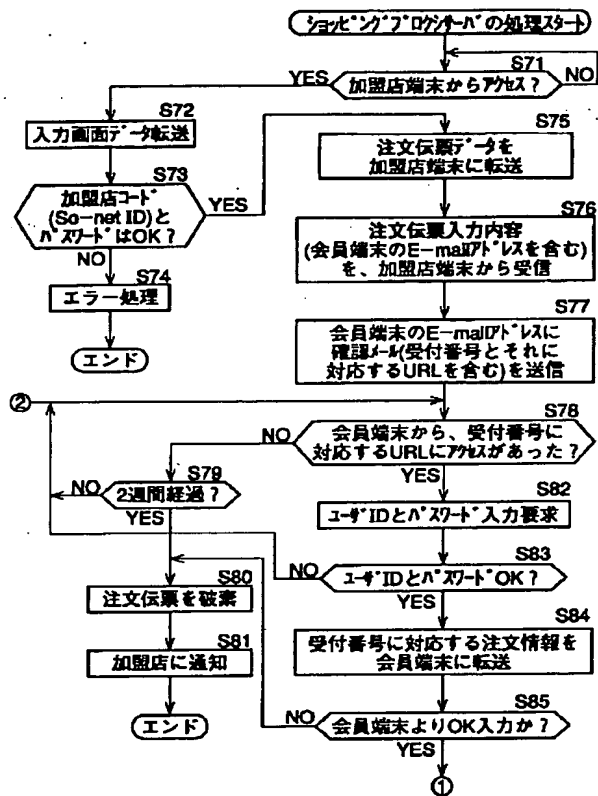 ショッピングプロクシサーバの処理スタート
S71
加盟店端末からアクセス？
YES
NO
S72
入力画面データ転送
S73
加盟店コード
(So-net ID)と
パスワードはOK？
YES
NO
S74
エラー処理
エンド
S75
注文伝票データを
加盟店端末に転送
S76
注文伝票入力内容
(会員端末のE-mailアドレスを含む)
を、加盟店端末から受信
S77
会員端末のE-mailアドレスに
確認メール(受付番号とそれに
対応するURLを含む)を送信
②
S78
会員端末から、受付番号に
対応するURLにアクセスがあった？
NO
YES
S79
2週間経過？
NO
YES
S80
注文伝票を破棄
S81
加盟店に通知
エンド
S82
ユーザIDとパスワード入力要求
S83
ユーザIDとパスワードOK？
NO
YES
S84
受付番号に対応する注文情報を
会員端末に転送
S85
会員端末よりOK入力か？
NO
YES
①